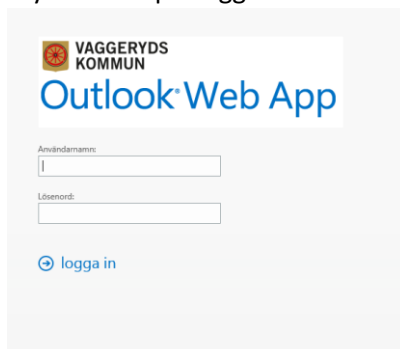 VAGGERYDS
KOMMUN
Outlook Web App
Användarnamn:
Lösenord:
logga in